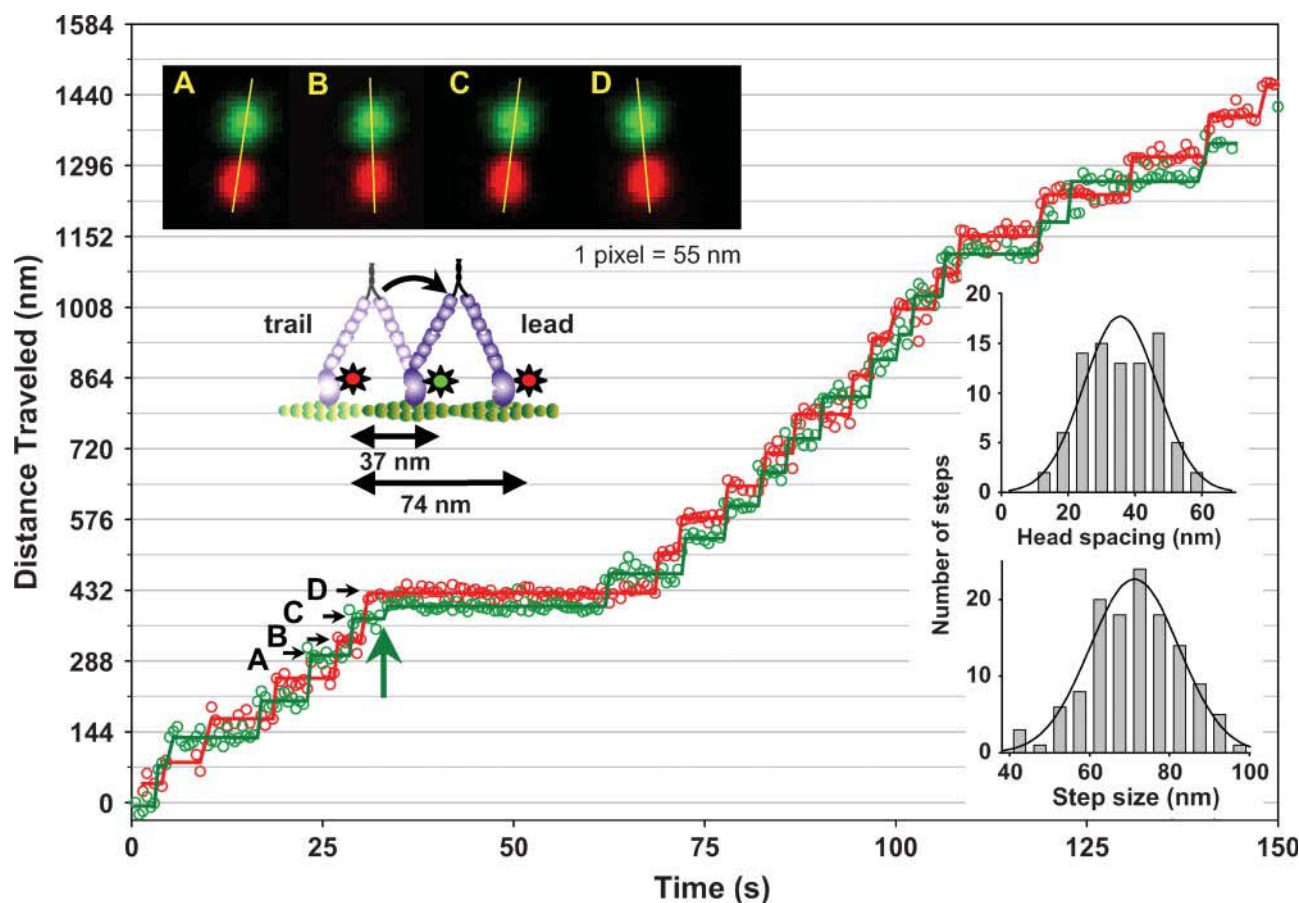 1584
1440
1296
1152
1008
864
720
576
432
288
144
0
Distance Traveled (nm)
A B C D
1 pixel = 55 nm
trail lead
37 nm
74 nm
D
C
B
A
20
15
10
5
0
0 20 40 60
Head spacing (nm)
Number of steps
20
10
0
40 60 80 100
Step size (nm)
0 25 50 75 100 125 150
Time (s)